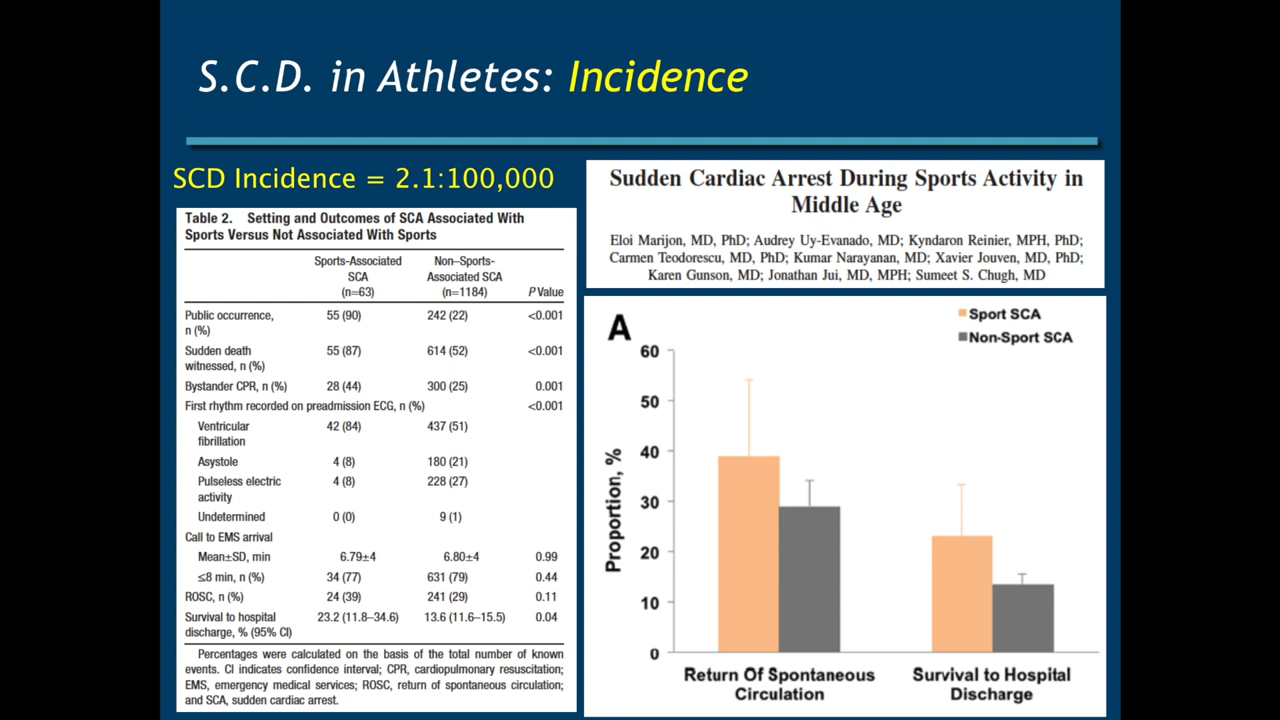 S.C.D. in Athletes: Incidence
SCD Incidence = 2.1:100,000
Table 2. Setting and Outcomes of SCA Associated With
Sports Versus Not Associated With Sports
Sports-Associated
SCA
(n=63)
Non–Sports-
Associated SCA
(n=1184)
P Value
Public occurrence,
n (%)
55 (90) 242 (22) <0.001
Sudden death
witnessed, n (%)
55 (87) 614 (52) <0.001
Bystander CPR, n (%) 28 (44) 300 (25) 0.001
First rhythm recorded on preadmission ECG, n (%) <0.001
Ventricular
fibrillation
42 (84) 437 (51)
Asystole 4 (8) 180 (21)
Pulseless electric
activity
4 (8) 228 (27)
Undetermined 0 (0) 9 (1)
Call to EMS arrival
Mean±SD, min 6.79±4 6.80±4 0.99
≤8 min, n (%) 34 (77) 631 (79) 0.44
ROSC, n (%) 24 (39) 241 (29) 0.11
Survival to hospital
discharge, % (95% CI)
23.2 (11.8–34.6) 13.6 (11.6–15.5) 0.04
Percentages were calculated on the basis of the total number of known
events. CI indicates confidence interval; CPR, cardiopulmonary resuscitation;
EMS, emergency medical services; ROSC, return of spontaneous circulation;
and SCA, sudden cardiac arrest.
Sudden Cardiac Arrest During Sports Activity in
Middle Age
Eloi Marijon, MD, PhD; Audrey Uy-Evanado, MD; Kyndaron Reinier, MPH, PhD;
Carmen Teodorescu, MD, PhD; Kumar Narayanan, MD; Xavier Jouven, MD, PhD;
Karen Gunson, MD; Jonathan Jui, MD, MPH; Sumeet S. Chugh, MD
A
Sport SCA
Non-Sport SCA
Proportion, %
60
50
40
30
20
10
0
Return Of Spontaneous
Circulation
Survival to Hospital
Discharge